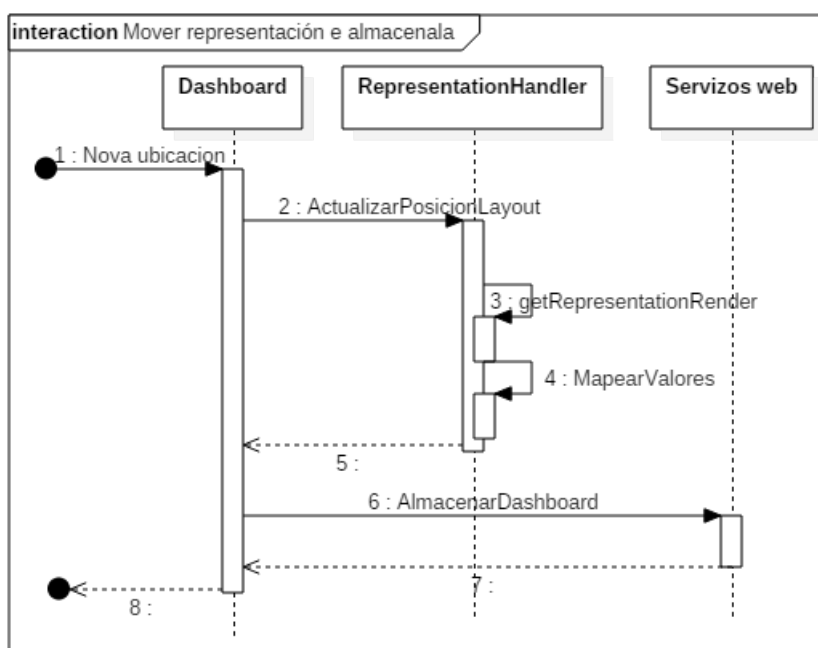 interaction Mover representación e almacenala
Dashboard
RepresentationHandler
Servizos web
1 : Nova ubicacion
2 : ActualizarPosicionLayout
3 : getRepresentationRender
4 : MapearValores
5 :
6 : AlmacenarDashboard
7 :
8 :